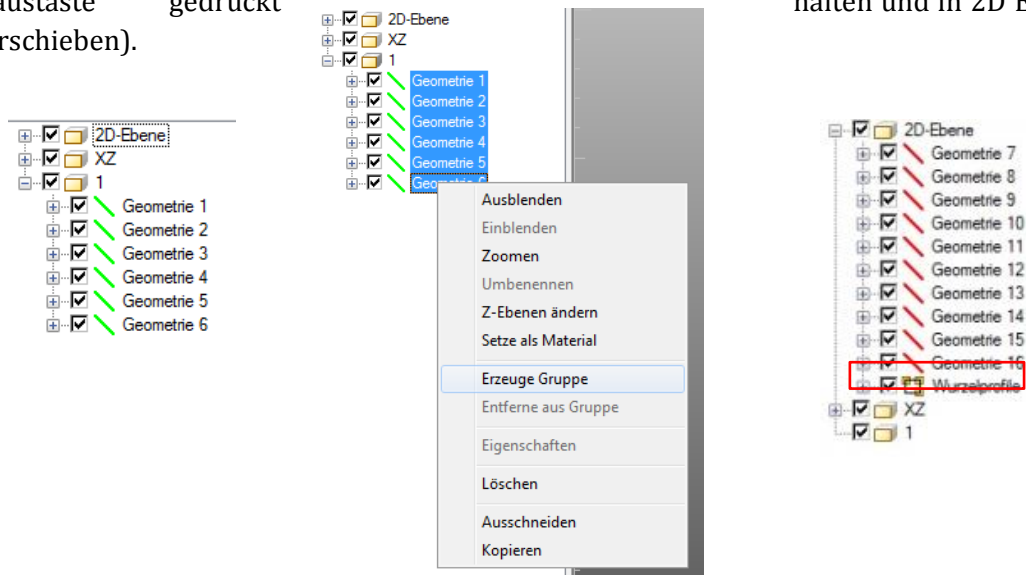 austaste gedrückt
rschieben).
halten und in 2D E
2D-Ebene
XZ
1
Geometrie 1
Geometrie 2
Geometrie 3
Geometrie 4
Geometrie 5
Geometrie 6
2D-Ebene
XZ
1
Geometrie 1
Geometrie 2
Geometrie 3
Geometrie 4
Geometrie 5
Geometrie 6
Ausblenden
Einblenden
Zoomen
Umbenennen
Z-Ebenen ändern
Setze als Material
Erzeuge Gruppe
Entferne aus Gruppe
Eigenschaften
Löschen
Ausschneiden
Kopieren
2D-Ebene
Geometrie 7
Geometrie 8
Geometrie 9
Geometrie 10
Geometrie 11
Geometrie 12
Geometrie 13
Geometrie 14
Geometrie 15
Geometrie 16
Wurzelprofile
XZ
1